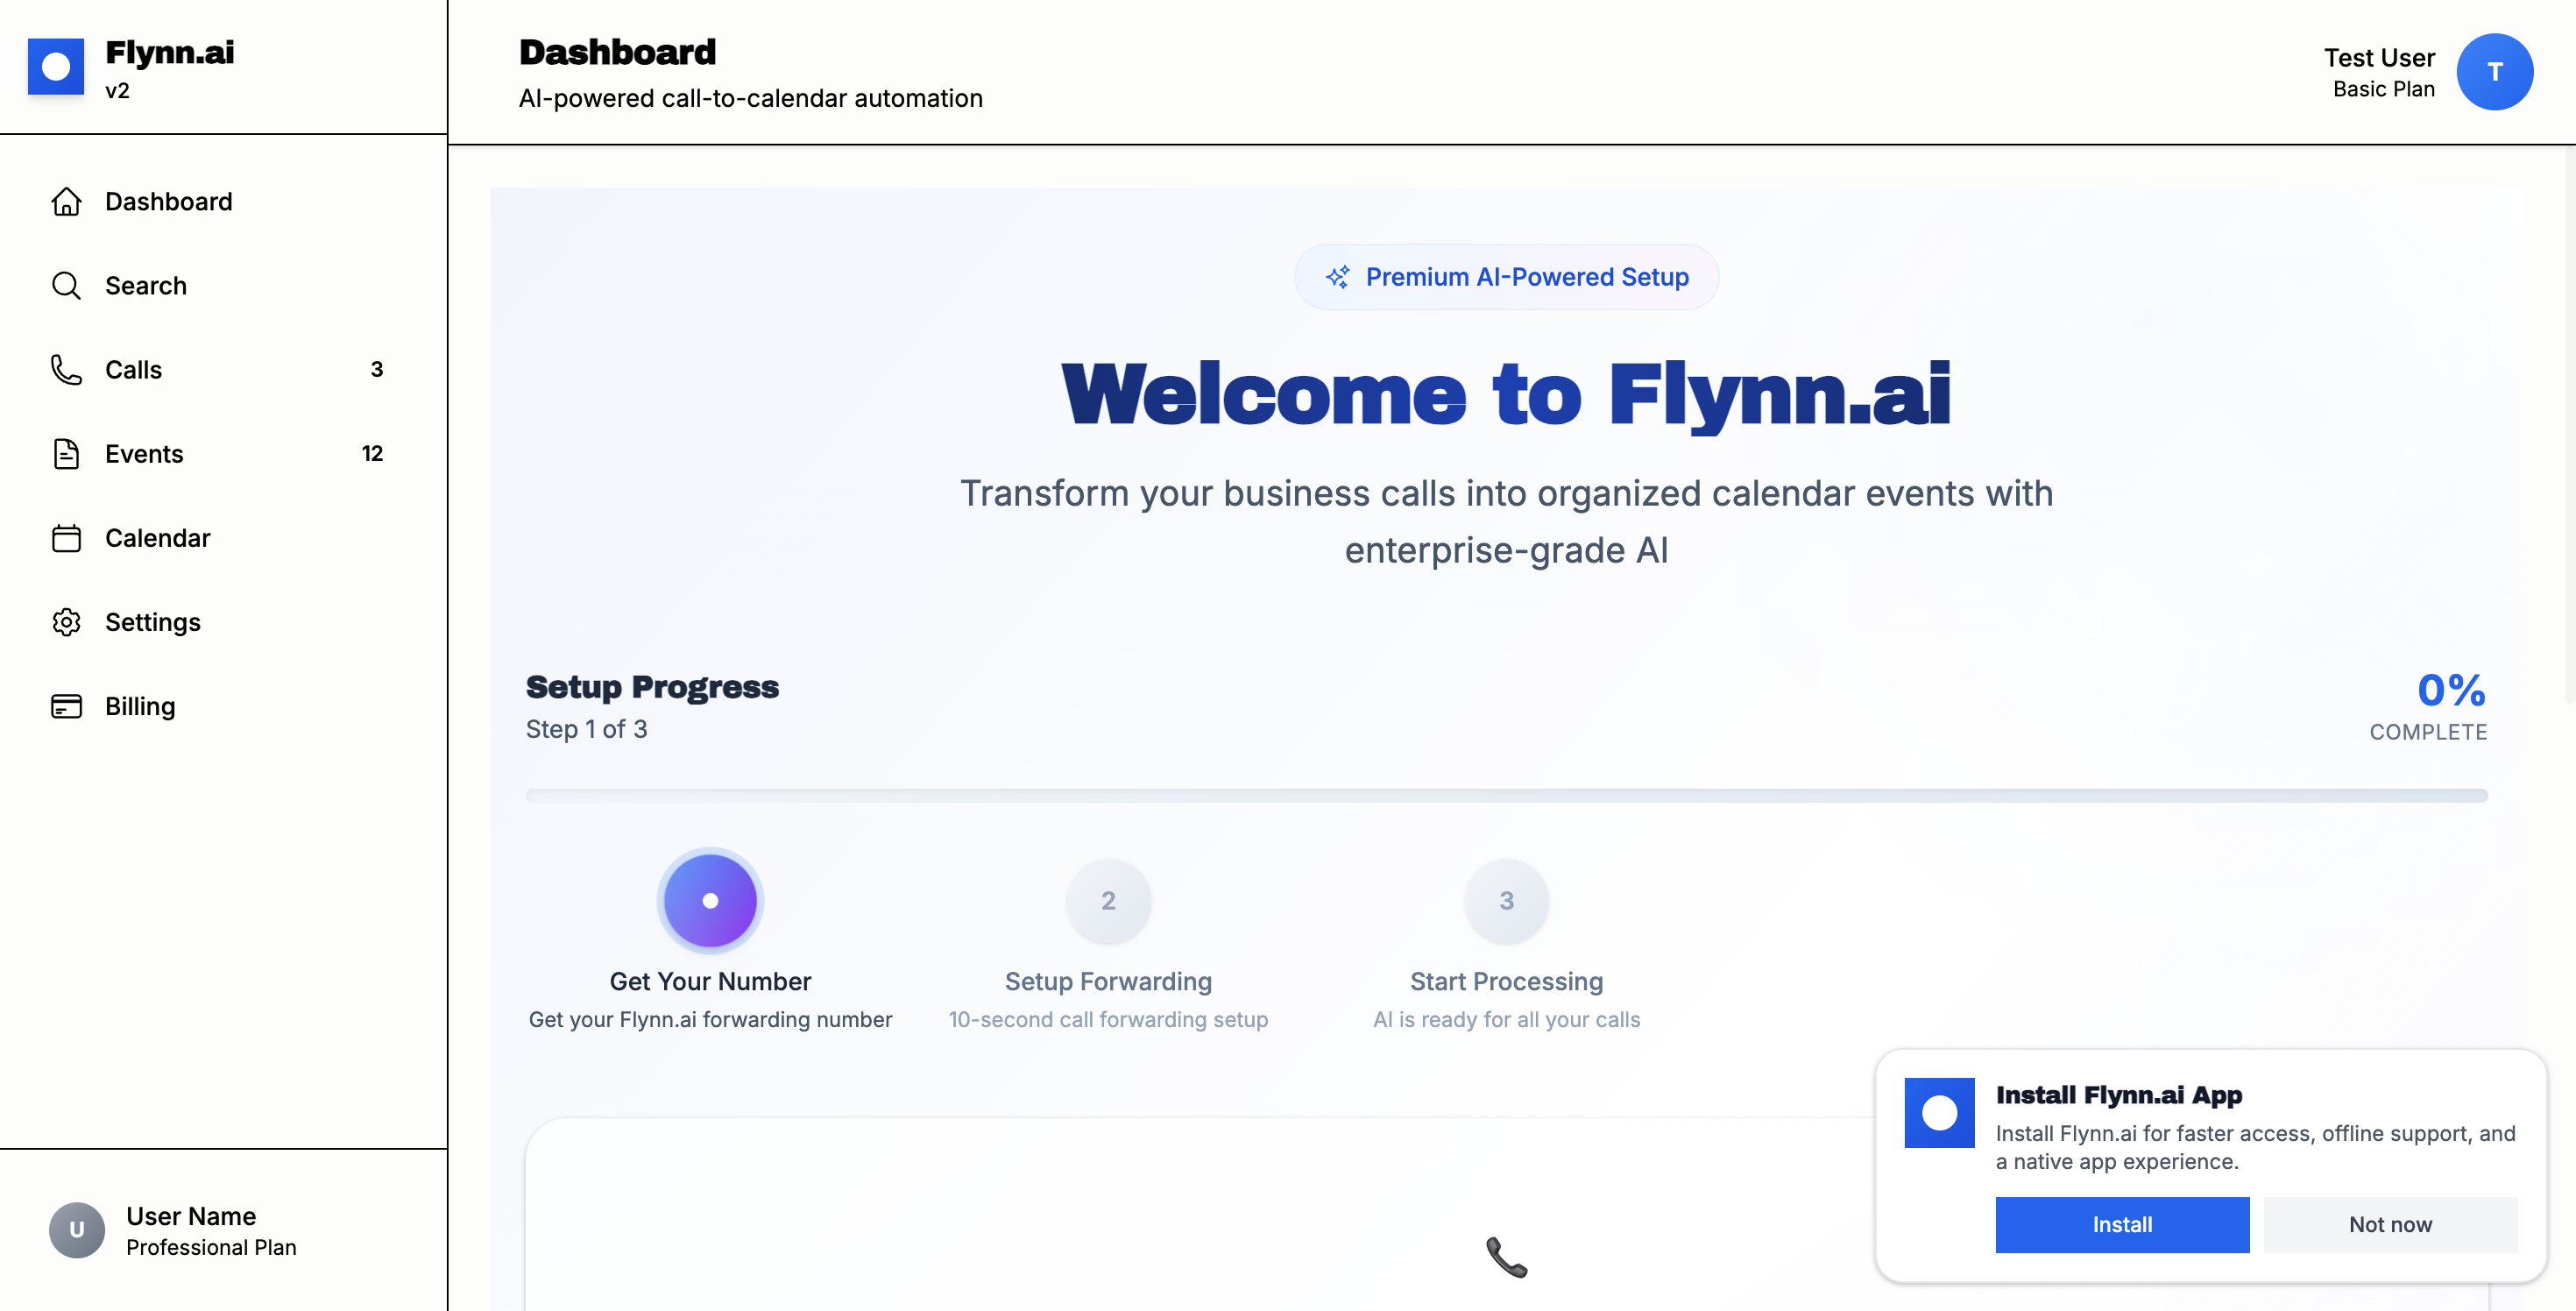 Flynn.ai
v2
Dashboard
Search
Calls 3
Events 12
Calendar
Settings
Billing
U
User Name
Professional Plan
Dashboard
AI-powered call-to-calendar automation
Test User
Basic Plan
T
Premium AI-Powered Setup
Welcome to Flynn.ai
Transform your business calls into organized calendar events with
enterprise-grade AI
Setup Progress
Step 1 of 3
0%
COMPLETE
Get Your Number
Get your Flynn.ai forwarding number
2
Setup Forwarding
10-second call forwarding setup
3
Start Processing
AI is ready for all your calls
Install Flynn.ai App
Install Flynn.ai for faster access, offline support, and
a native app experience.
Install
Not now